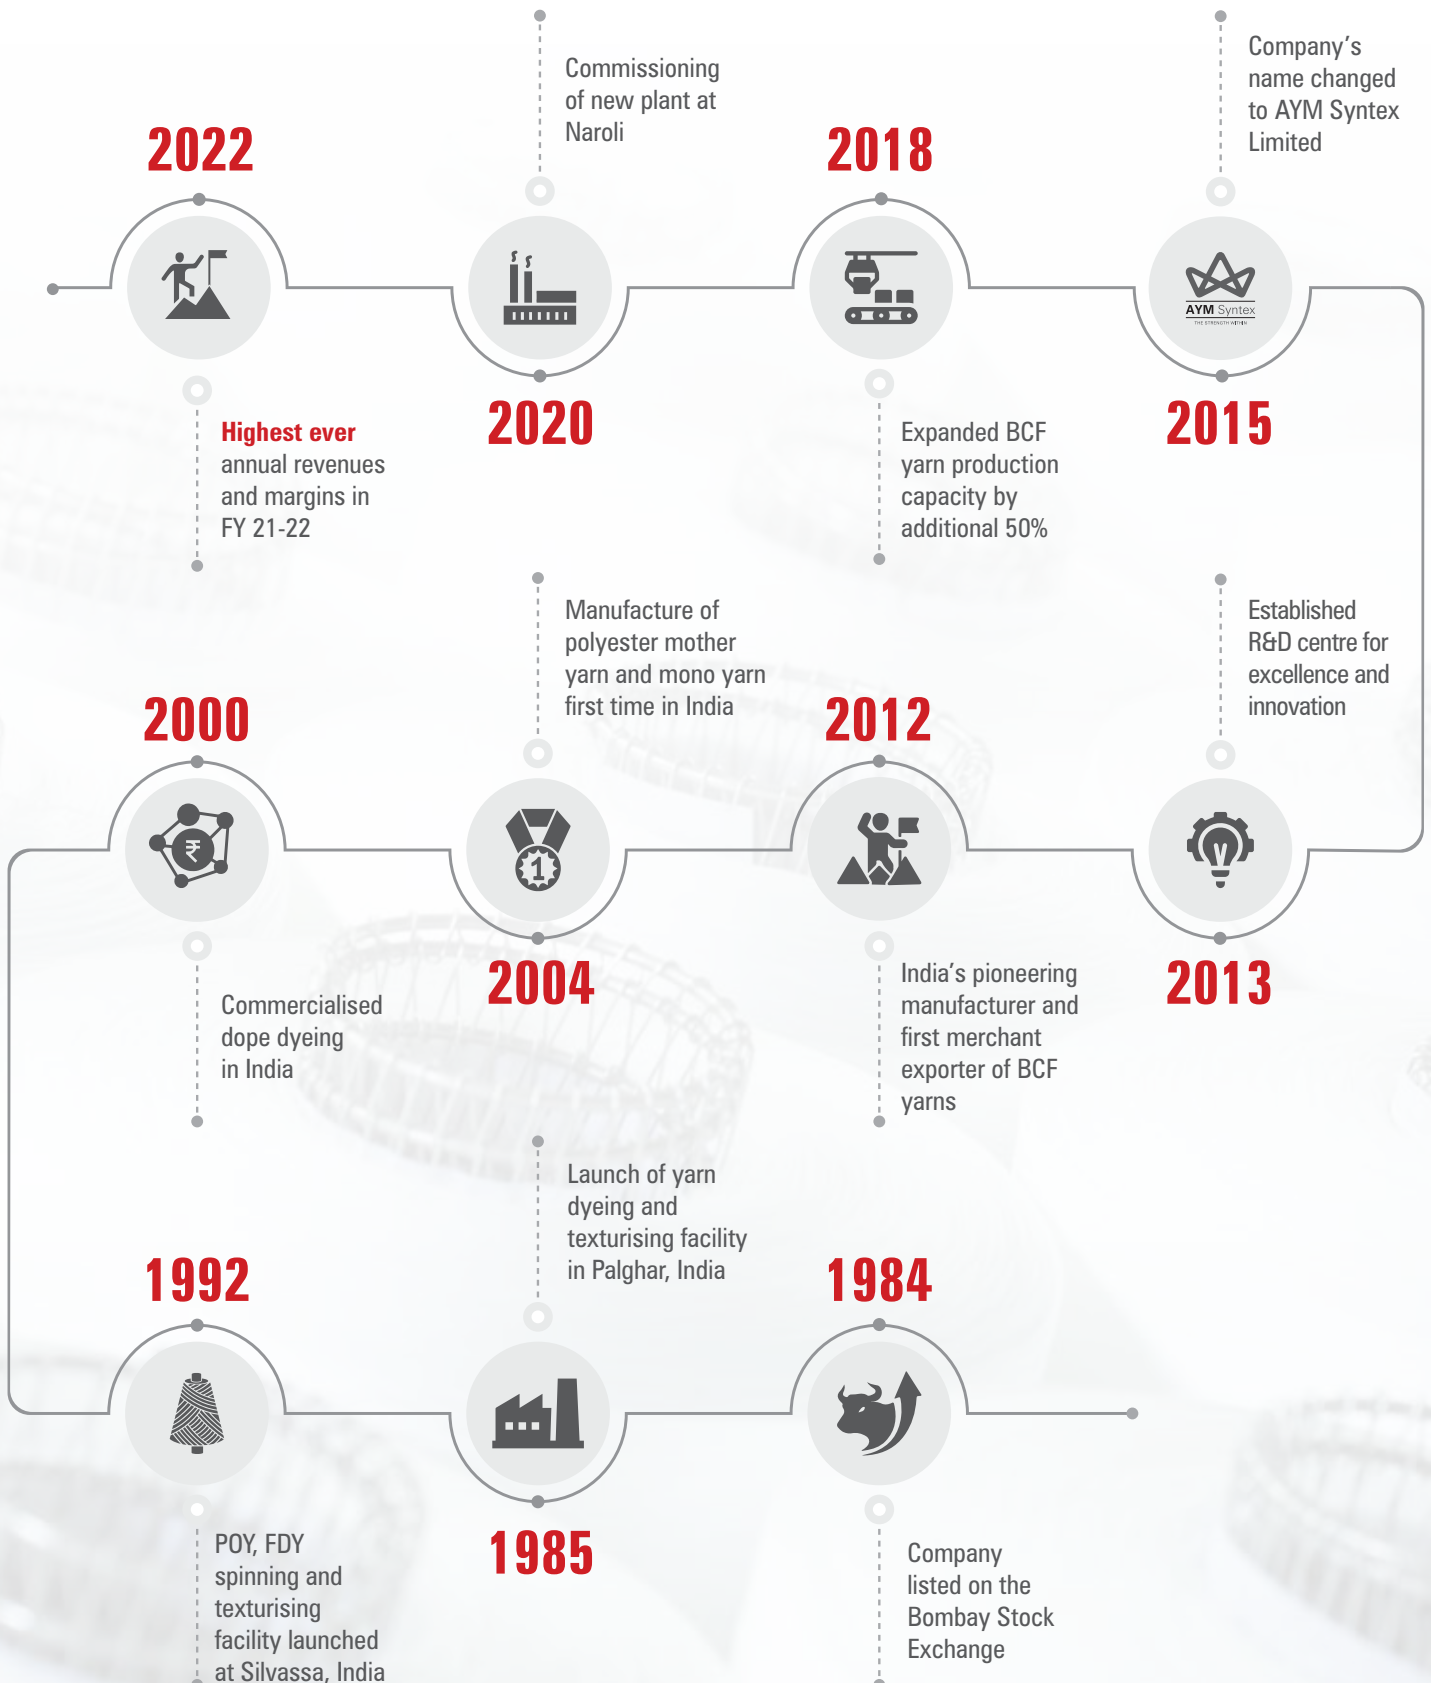 2022
Highest ever
annual revenues
and margins in
FY 21-22
Commissioning
of new plant at
Naroli
2020
2018
Expanded BCF
yarn production
capacity by
additional 50%
Company's
name changed
to AYM Syntex
Limited
AYM Syntex
THE STRENGTH WITHIN
2015
Established
R&D centre for
excellence and
innovation
2013
2012
India's pioneering
manufacturer and
first merchant
exporter of BCF
yarns
Manufacture of
polyester mother
yarn and mono yarn
first time in India
1
2004
2000
₹
Commercialised
dope dyeing
in India
1992
POY, FDY
spinning and
texturising
facility launched
at Silvassa, India
Launch of yarn
dyeing and
texturising facility
in Palghar, India
1985
1984
Company
listed on the
Bombay Stock
Exchange